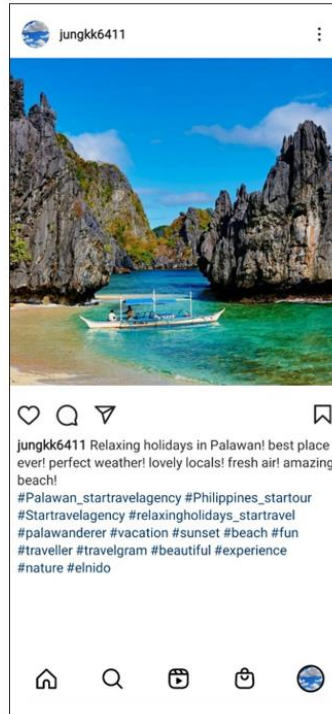 jungkk6411
jungkk6411 Relaxing holidays in Palawan! best place
ever! perfect weather! lovely locals! fresh air! amazing
beach!
#Palawan_startravelagency #Philippines_startour
#Startravelagency #relaxingholidays_startravel
#palawanderer #vacation #sunset #beach #fun
#traveller #travelgram #beautiful #experience
#nature #elnido